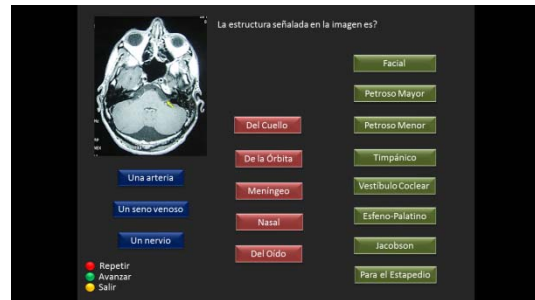 La estructura señalada en la imagen es?
Una arteria
Un seno venoso
Un nervio
Del Cuello
De la Órbita
Meníngeo
Nasal
Del Oído
Facial
Petroso Mayor
Petroso Menor
Timpánico
Vestíbulo Coclear
Esfeno-Palatino
Jacobson
Para el Estapedio
Repetir
Avanzar
Salir